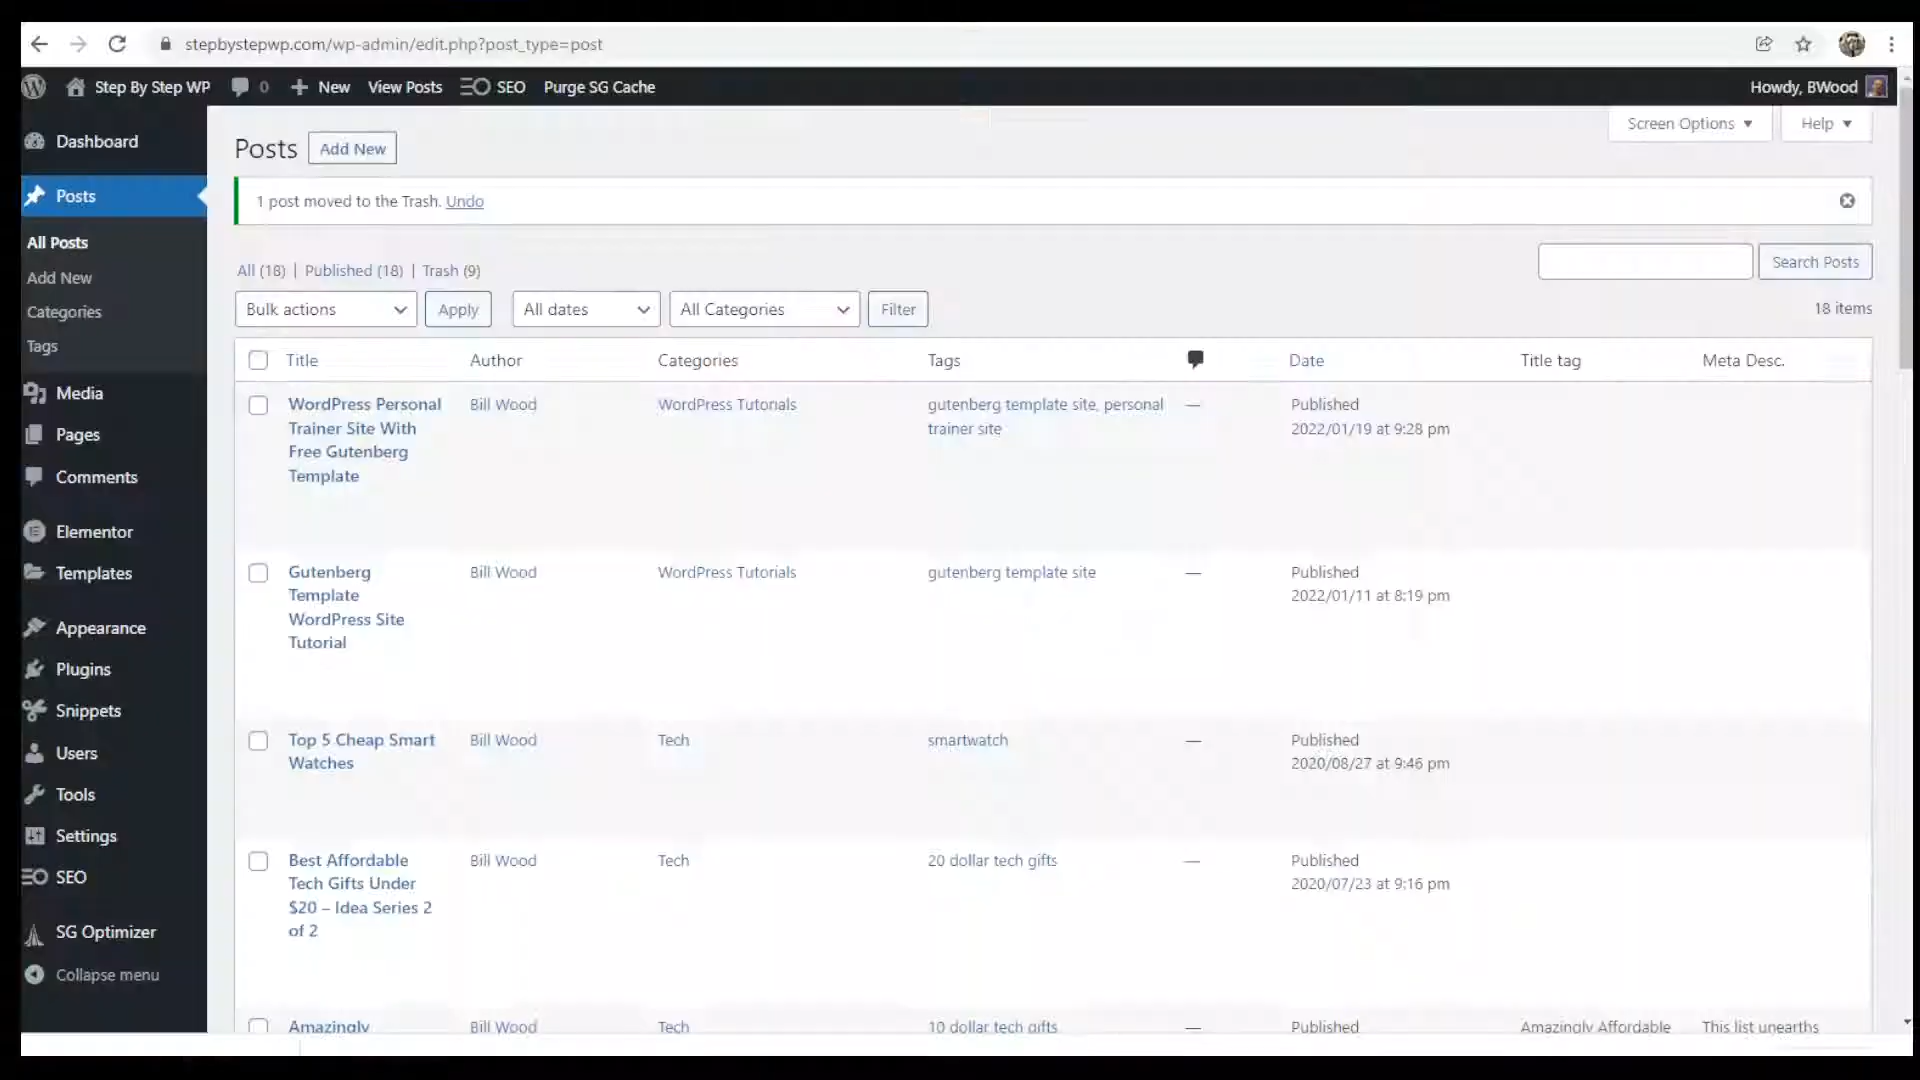 stepbystepwp.com/wp-admin/edit.php?post_type=post
Step By Step WP 0 New View Posts SEO Purge SG Cache Howdy, BWood
Screen Options Help
Dashboard
Posts
All Posts
Add New
Categories
Tags
Media
Pages
Comments
Elementor
Templates
Appearance
Plugins
Snippets
Users
Tools
Settings
SEO
SG Optimizer
Collapse menu
Posts Add New
1 post moved to the Trash. Undo
All (18) | Published (18) | Trash (9)
Search Posts
Bulk actions Apply All dates All Categories Filter 18 items
Title Author Categories Tags Date Title tag Meta Desc.
WordPress Personal Bill Wood WordPress Tutorials gutenberg template site, personal — Published
Trainer Site With trainer site 2022/01/19 at 9:28 pm
Free Gutenberg
Template
Gutenberg Bill Wood WordPress Tutorials gutenberg template site — Published
Template 2022/01/11 at 8:19 pm
WordPress Site
Tutorial
Top 5 Cheap Smart Bill Wood Tech smartwatch — Published
Watches 2020/08/27 at 9:46 pm
Best Affordable Bill Wood Tech 20 dollar tech gifts — Published
Tech Gifts Under 2020/07/23 at 9:16 pm
$20 – Idea Series 2
of 2
Amazingly Bill Wood Tech 10 dollar tech gifts — Published Amazingly Affordable This list unearths